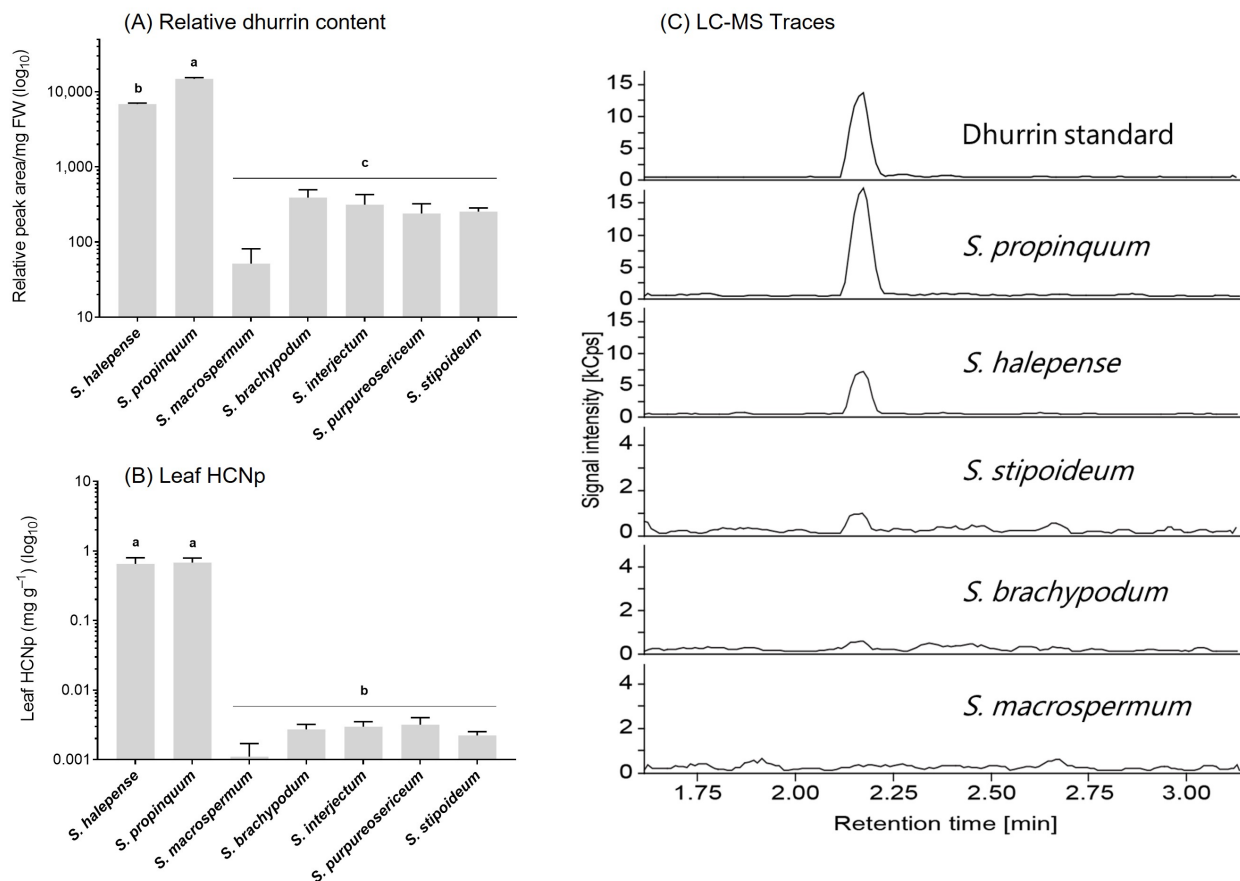 (A) Relative dhurrin content
Relative peak area/mg FW (log₁₀)
10,000
1,000
100
10
b
a
c
S. halepense
S. propinquum
S. macrospermum
S. brachypodum
S. interjectum
S. purpureosericeum
S. stipoideum
(B) Leaf HCNp
Leaf HCNp (mg g⁻¹) (log₁₀)
10
1
0.1
0.01
0.001
a
a
b
S. halepense
S. propinquum
S. macrospermum
S. brachypodum
S. interjectum
S. purpureosericeum
S. stipoideum
(C) LC-MS Traces
Signal intensity [kCps]
15
10
5
0
Dhurrin standard
15
10
5
0
S. propinquum
15
10
5
0
S. halepense
4
2
0
S. stipoideum
4
2
0
S. brachypodum
4
2
0
S. macrospermum
1.75
2.00
2.25
2.50
2.75
3.00
Retention time [min]